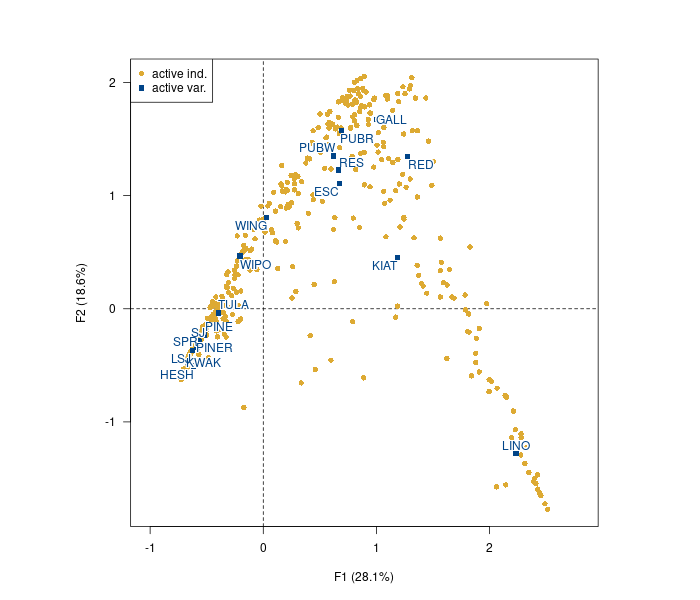 active ind.
active var.
GALL
PUBR
PUBW
RES
RED
ESC
WING
WIPO
KIAT
TULA
PINE
SJ
SPR
PINER
LS
KWAK
HESH
LINO
2
1
0
-1
-1
0
1
2
F2 (18.6%)
F1 (28.1%)